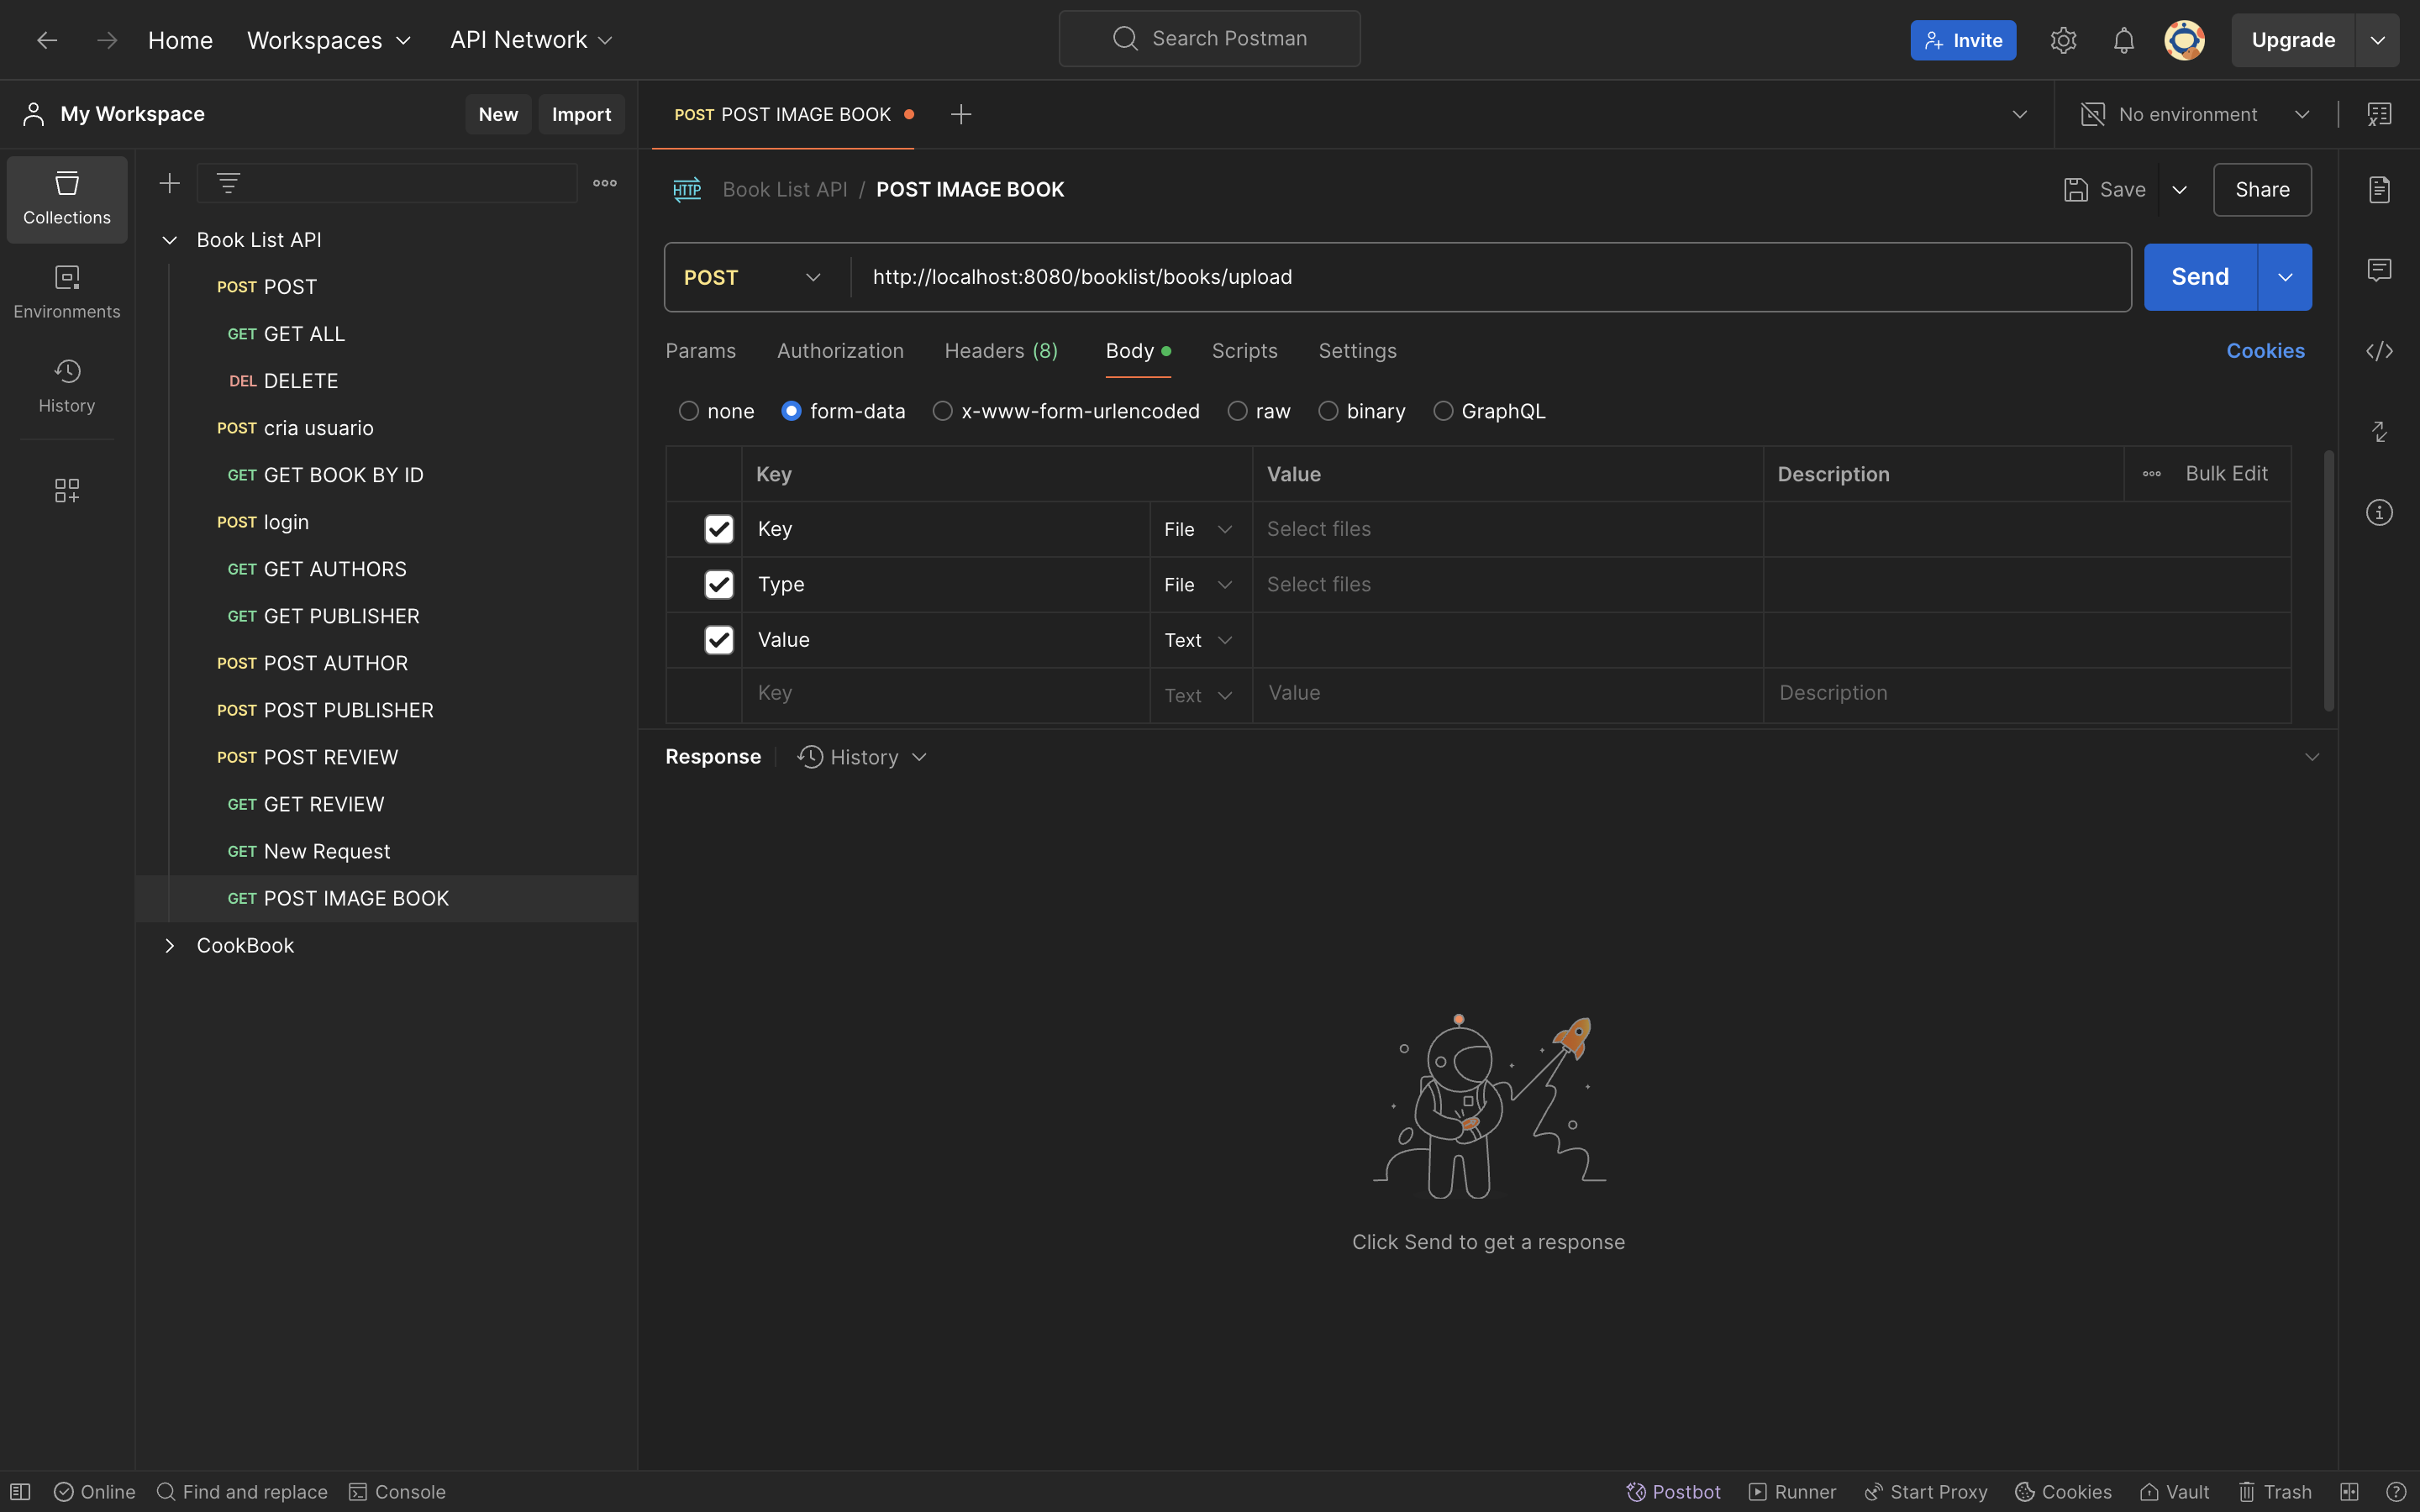 Home Workspaces API Network Search Postman Invite Upgrade
My Workspace New Import POST POST IMAGE BOOK No environment
Collections
Environments
History
Book List API
POST POST
GET GET ALL
DEL DELETE
POST cria usuario
GET GET BOOK BY ID
POST login
GET GET AUTHORS
GET GET PUBLISHER
POST POST AUTHOR
POST POST PUBLISHER
POST POST REVIEW
GET GET REVIEW
GET New Request
GET POST IMAGE BOOK
CookBook
HTTP Book List API / POST IMAGE BOOK Save Share
POST http://localhost:8080/booklist/books/upload Send
Params Authorization Headers (8) Body Scripts Settings Cookies
none form-data x-www-form-urlencoded raw binary GraphQL
Key Value Description Bulk Edit
Key File Select files
Type File Select files
Value Text
Key Text Value Description
Response History
Click Send to get a response
Online Find and replace Console Postbot Runner Start Proxy Cookies Vault Trash